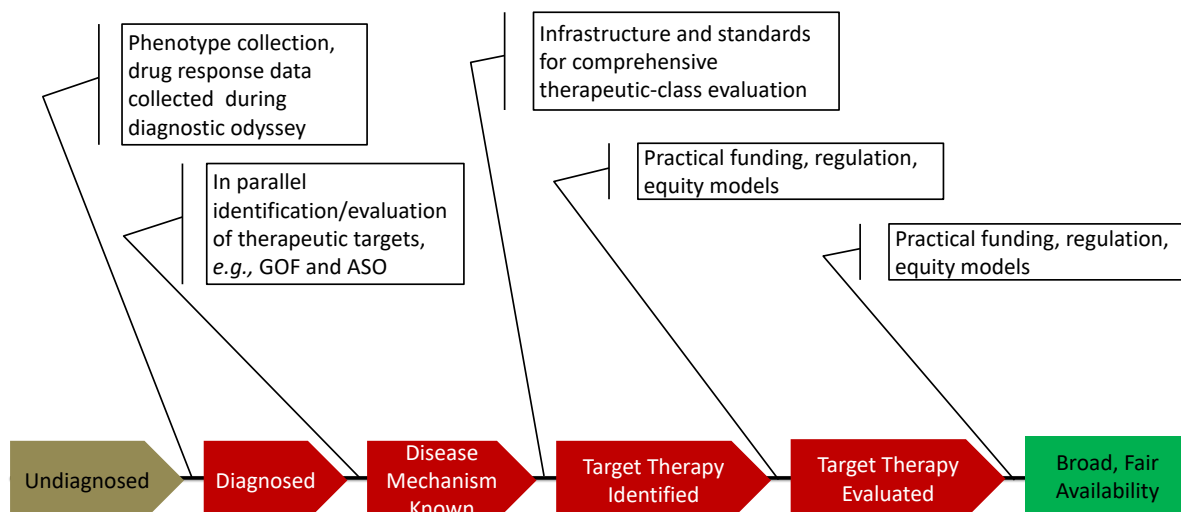 Phenotype collection,
drug response data
collected during
diagnostic odyssey
In parallel
identification/evaluation
of therapeutic targets,
e.g., GOF and ASO
Infrastructure and standards
for comprehensive
therapeutic-class evaluation
Practical funding, regulation,
equity models
Practical funding, regulation,
equity models
Undiagnosed
Diagnosed
Disease
Mechanism
Known
Target Therapy
Identified
Target Therapy
Evaluated
Broad, Fair
Availability